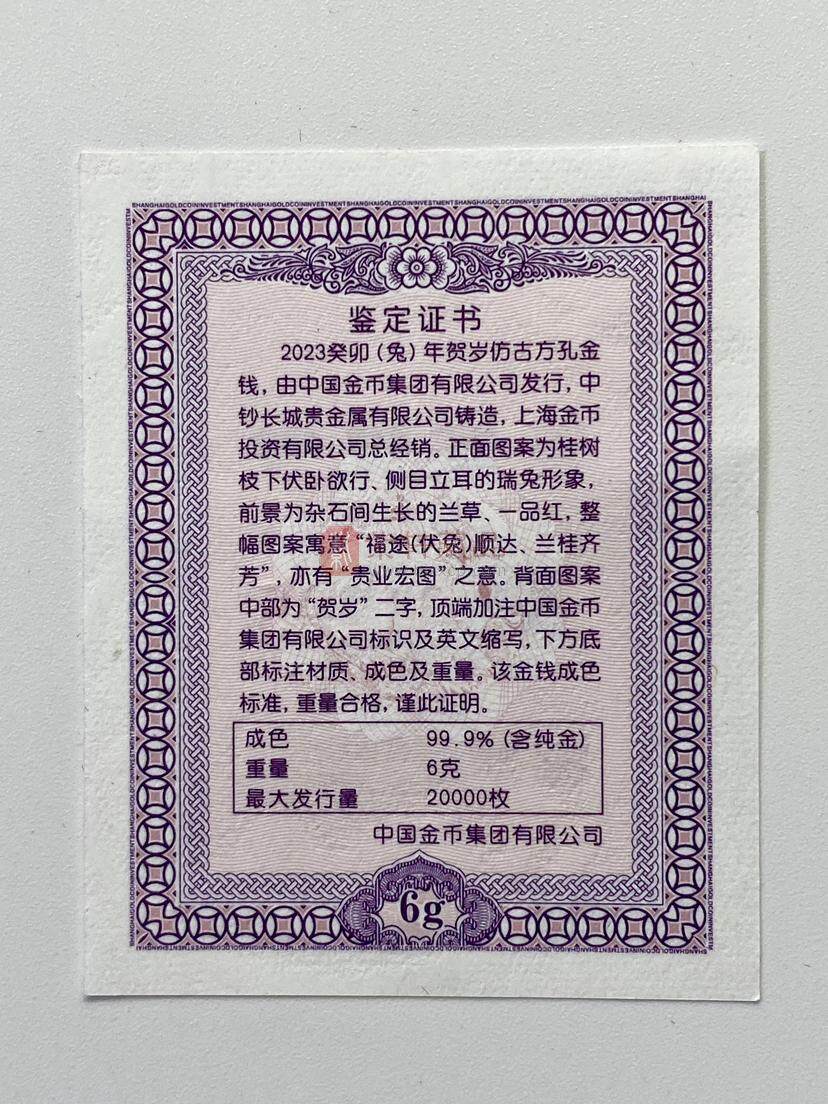 SHANGHAIGOLDCOININVESTMENTSHANGHAIGOLDCOININVESTMENTSHANGHAIGOLDCOININVESTMENTSHANGHAIGOLDCOININVESTMENTSHANGHAI
鉴定证书
2023癸卯(兔)年贺岁仿古方孔金
钱,由中国金币集团有限公司发行,中
钞长城贵金属有限公司铸造,上海金币
投资有限公司总经销。正面图案为桂树
枝下伏卧欲行、侧目立耳的瑞兔形象,
前景为杂石间生长的兰草、一品红,整
幅图案寓意“福途(伏兔)顺达、兰桂齐
芳”,亦有“贵业宏图”之意。背面图案
中部为“贺岁”二字,顶端加注中国金币
集团有限公司标识及英文缩写,下方底
部标注材质、成色及重量。该金钱成色
标准,重量合格,谨此证明。
成色 99.9% (含纯金)
重量 6克
最大发行量 20000枚
中国金币集团有限公司
6g